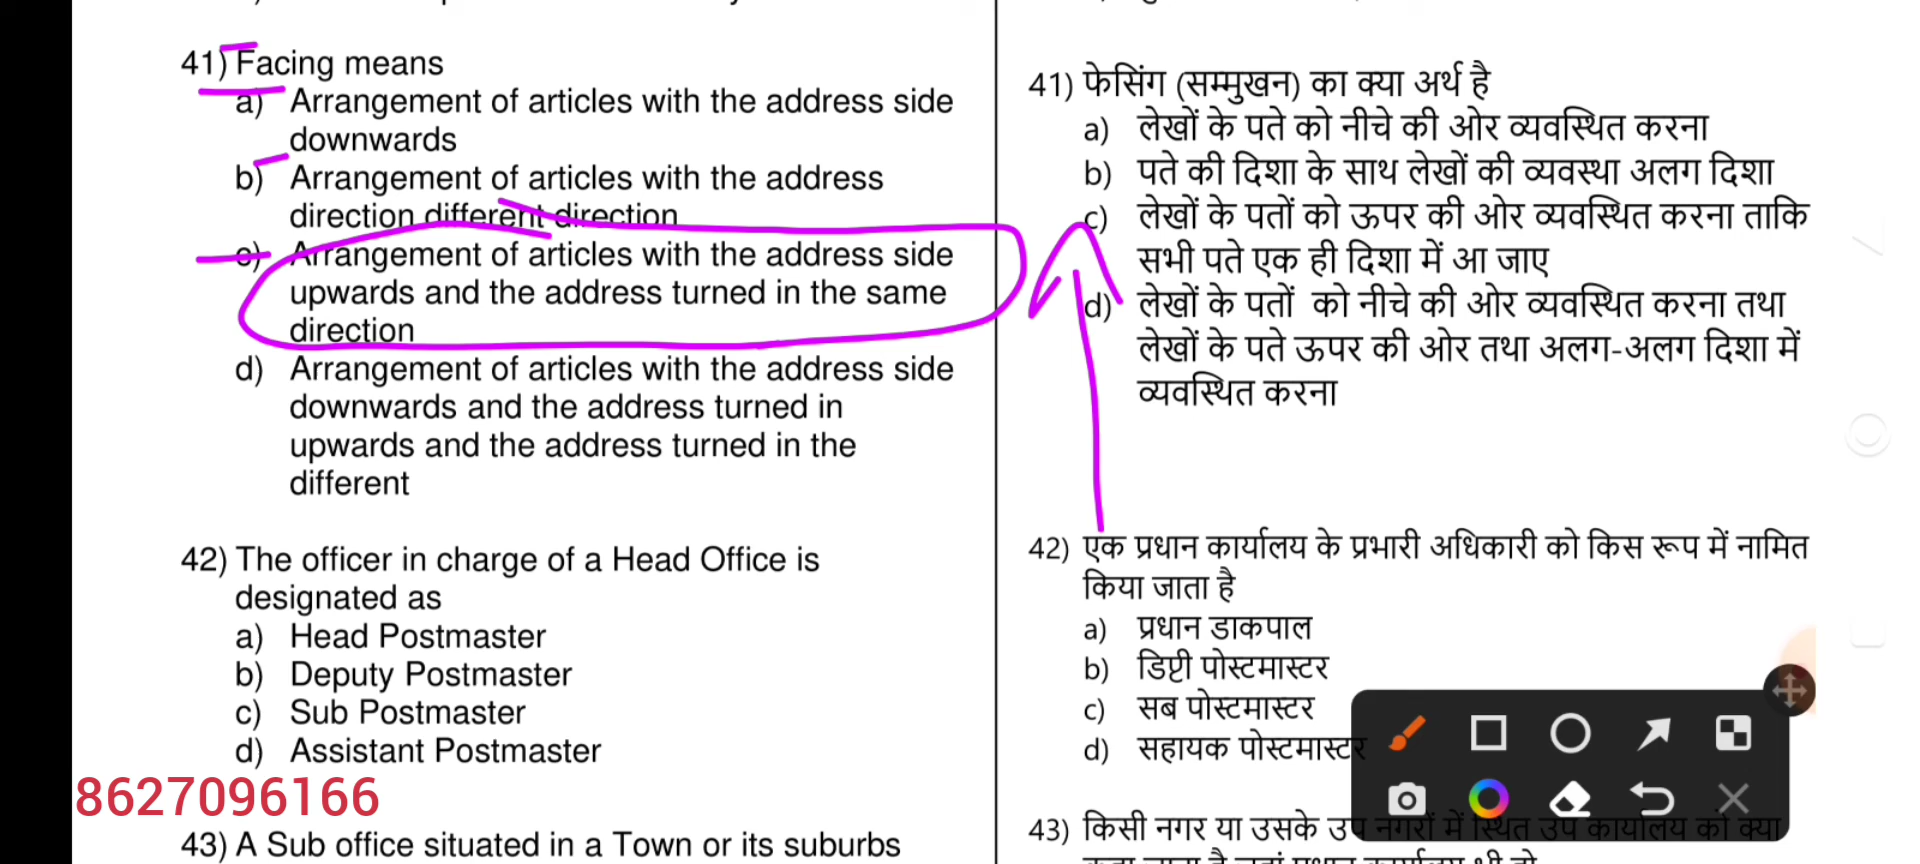 41) Facing means
a) Arrangement of articles with the address side
downwards
b) Arrangement of articles with the address
direction different direction
c) Arrangement of articles with the address side
upwards and the address turned in the same
direction
d) Arrangement of articles with the address side
downwards and the address turned in
upwards and the address turned in the
different
42) The officer in charge of a Head Office is
designated as
a) Head Postmaster
b) Deputy Postmaster
c) Sub Postmaster
d) Assistant Postmaster
8627096166
43) A Sub office situated in a Town or its suburbs
41) फेसिंग (सम्मुखन) का क्या अर्थ है
a) लेखों के पते को नीचे की ओर व्यवस्थित करना
b) पते की दिशा के साथ लेखों की व्यवस्था अलग दिशा
c) लेखों के पतों को ऊपर की ओर व्यवस्थित करना ताकि
सभी पते एक ही दिशा में आ जाए
d) लेखों के पतों को नीचे की ओर व्यवस्थित करना तथा
लेखों के पते ऊपर की ओर तथा अलग-अलग दिशा में
व्यवस्थित करना
42) एक प्रधान कार्यालय के प्रभारी अधिकारी को किस रूप में नामित
किया जाता है
a) प्रधान डाकपाल
b) डिप्टी पोस्टमास्टर
c) सब पोस्टमास्टर
d) सहायक पोस्टमास्टर
43) किसी नगर या उसके उप नगरों में स्थित उप कार्यालय को क्या